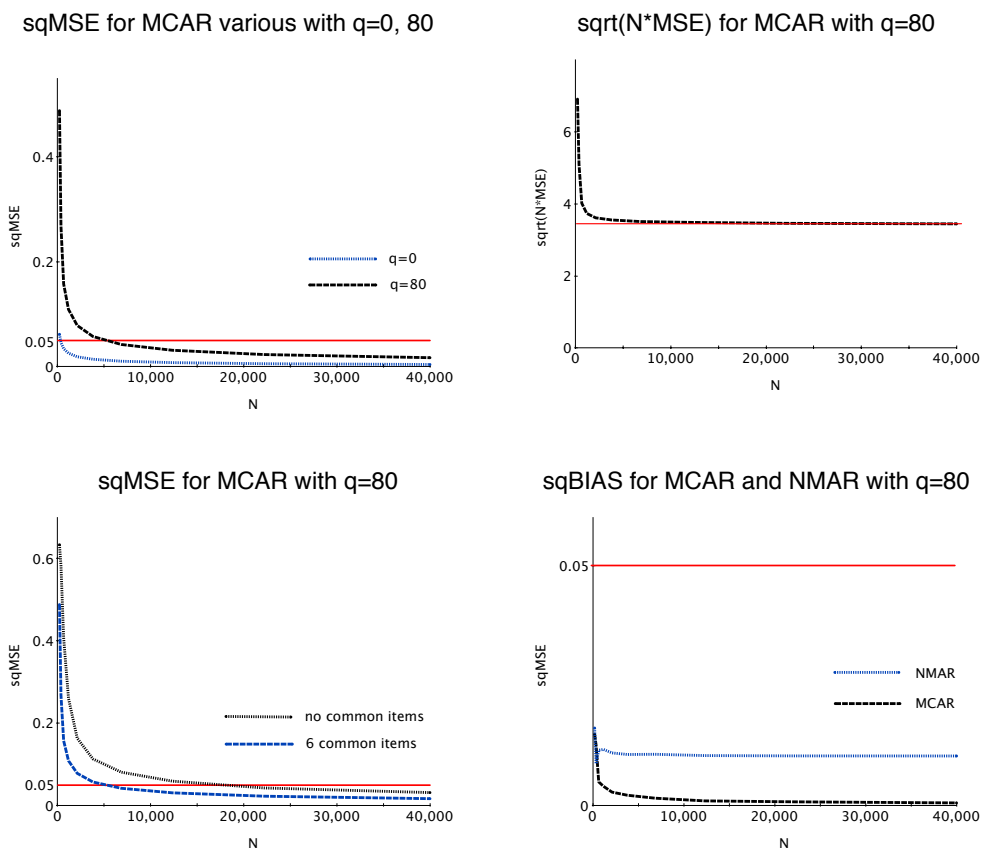 sqMSE for MCAR various with q=0, 80
sqMSE
0.4
0.2
0.05
0
q=0
q=80
0 10,000 20,000 30,000 40,000
N
sqrt(N*MSE) for MCAR with q=80
sqrt(N*MSE)
6
4
2
0
0 10,000 20,000 30,000 40,000
N
sqMSE for MCAR with q=80
sqMSE
0.6
0.4
0.2
0.05
0
no common items
6 common items
0 10,000 20,000 30,000 40,000
N
sqBIAS for MCAR and NMAR with q=80
sqMSE
0.05
0
NMAR
MCAR
0 10,000 20,000 30,000 40,000
N